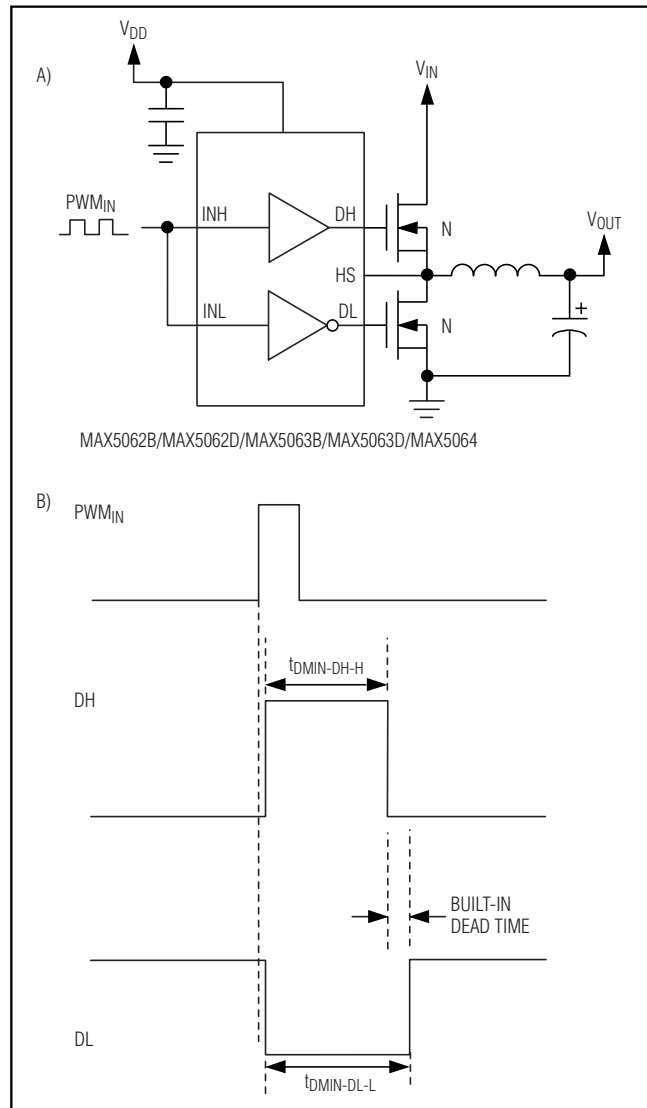 A)
VDD
VIN
PWMIN
INH
DH
N
VOUT
HS
+
INL
DL
N
MAX5062B/MAX5062D/MAX5063B/MAX5063D/MAX5064
B)
PWMIN
tDMIN-DH-H
DH
BUILT-IN
DEAD TIME
DL
tDMIN-DL-L